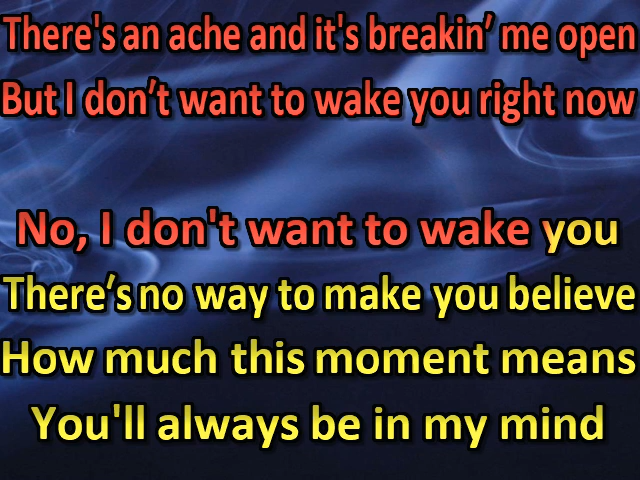 There's an ache and it's breakin’ me open
But I don’t want to wake you right now
No, I don't want to wake you
There’s no way to make you believe
How much this moment means
You'll always be in my mind